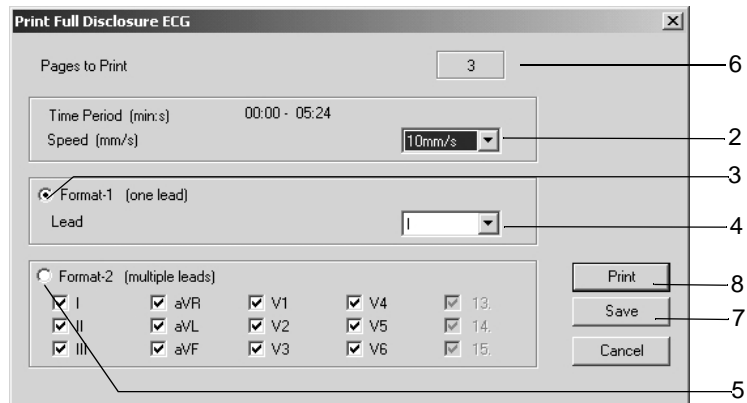 Print Full Disclosure ECG
Pages to Print 3 6
Time Period (min:s) 00:00 - 05:24
Speed (mm/s) 10mm/s 2
3
Format-1 (one lead)
Lead I 4
Format-2 (multiple leads) Print 8
I aVR V1 V4 13.
Save 7
II aVL V2 V5 14.
III aVF V3 V6 15. Cancel
5